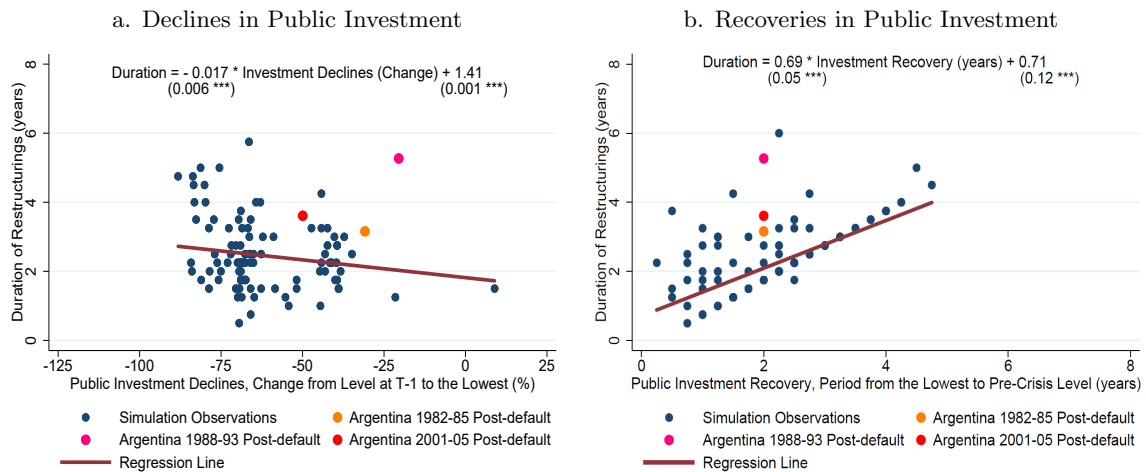 a. Declines in Public Investment
Duration = - 0.017 * Investment Declines (Change) + 1.41
(0.006 ***) (0.001 ***)
Duration of Restructurings (years)
8
6
4
2
0
-125 -100 -75 -50 -25 0 25
Public Investment Declines, Change from Level at T-1 to the Lowest (%)
Simulation Observations Argentina 1982-85 Post-default
Argentina 1988-93 Post-default Argentina 2001-05 Post-default
Regression Line
b. Recoveries in Public Investment
Duration = 0.69 * Investment Recovery (years) + 0.71
(0.05 ***) (0.12 ***)
Duration of Restructurings (years)
8
6
4
2
0
0 2 4 6 8
Public Investment Recovery, Period from the Lowest to Pre-Crisis Level (years)
Simulation Observations Argentina 1982-85 Post-default
Argentina 1988-93 Post-default Argentina 2001-05 Post-default
Regression Line